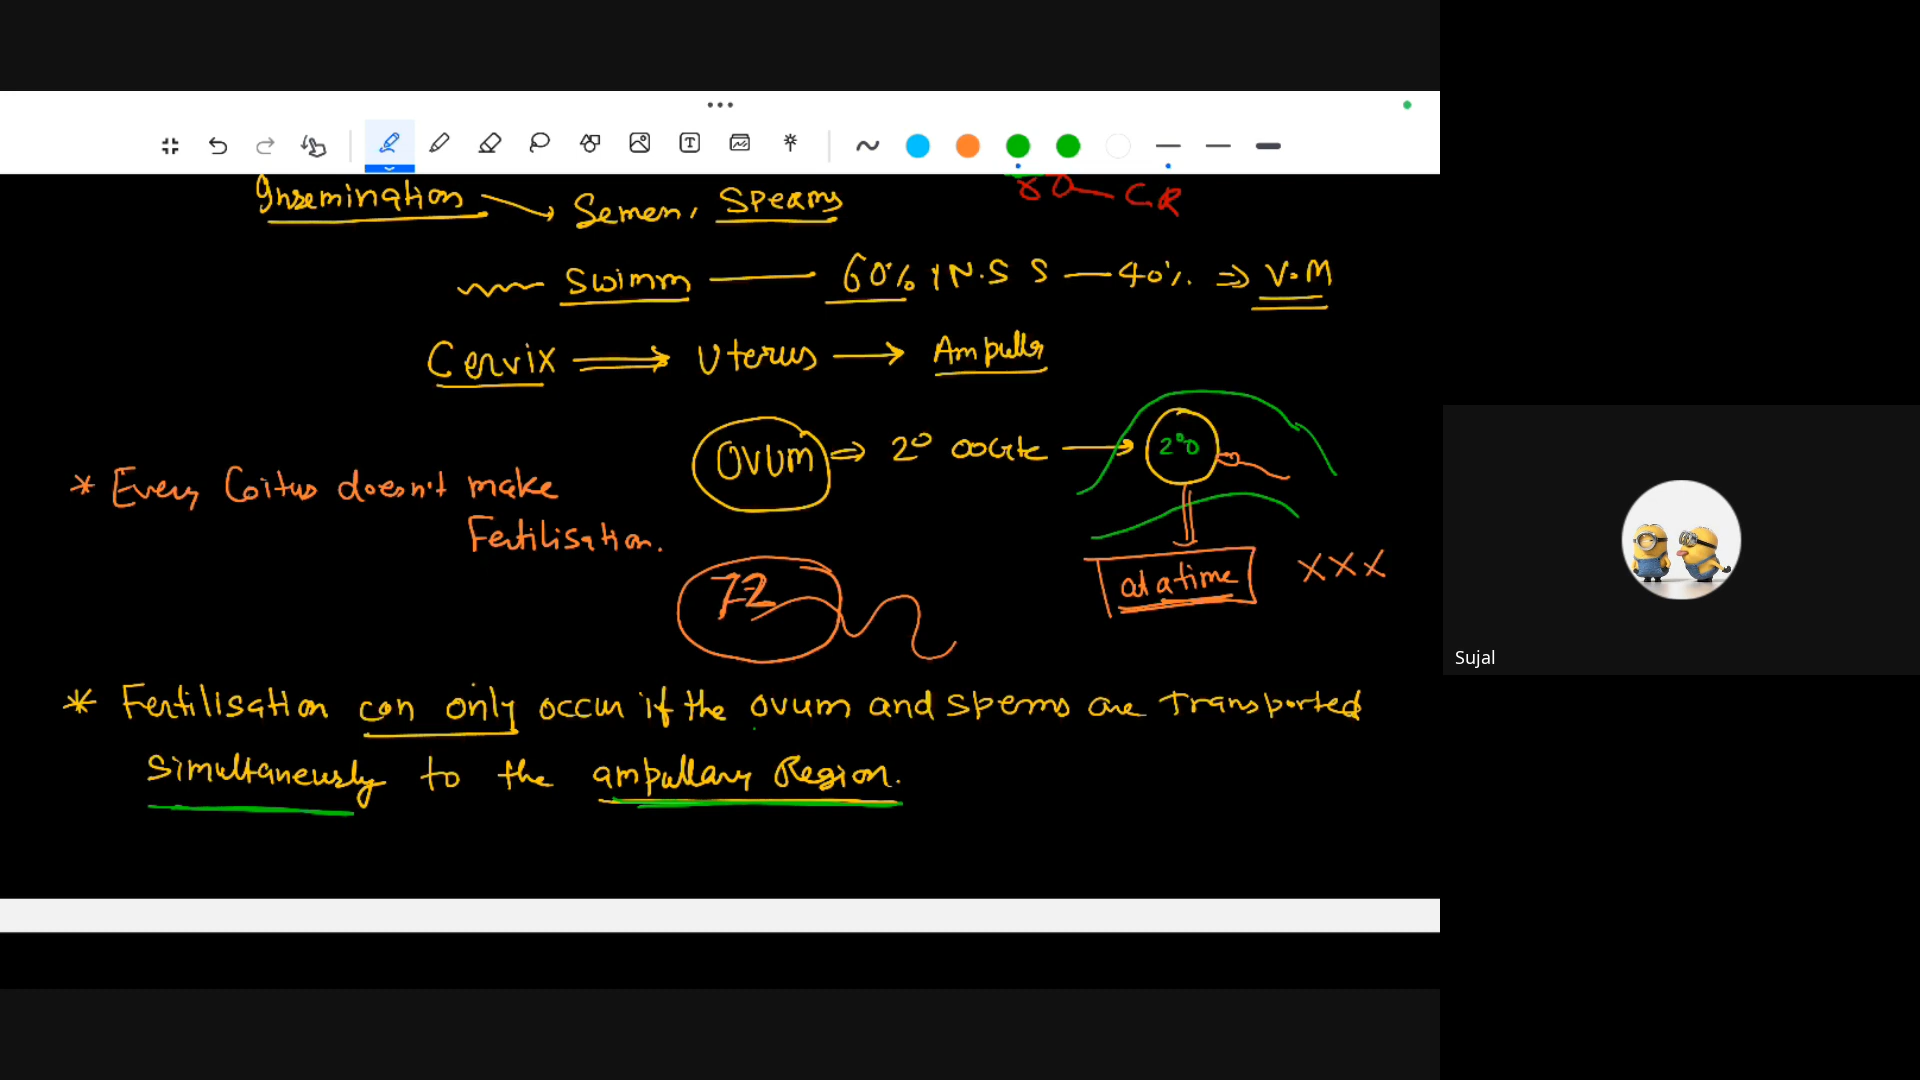 Insemination Semen, Sperms
CR
Swimm 60% N.S S 40% ⇒ V.M
Cervix ⇒ Uterus → Ampulla
OVUM ⇒ 2° oocite → 2°O
* Every Coitus doesn't make
Fertilisation.
72
at a time XXX
* Fertilisation can only occur if the ovum and sperms are Transported
simultaneously to the ampullary Region.
Sujal